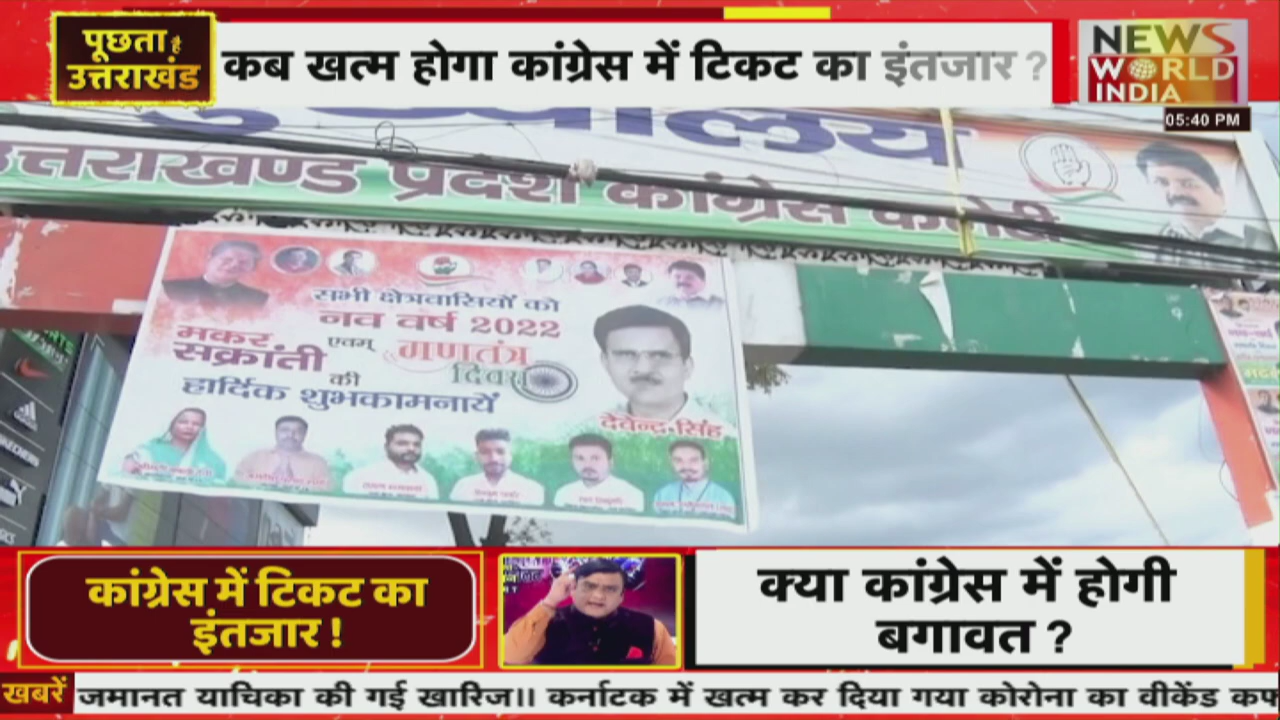 पूछता है
उत्तराखंड
कब खत्म होगा कांग्रेस में टिकट का इंतजार ?
NEWS
WORLD
INDIA
05:40 PM
उत्तराखण्ड प्रदेश कांग्रेस कमेटी
सभी क्षेत्रवासियों को
नव वर्ष 2022
मकर
सक्रांती
एवम्
गणतंत्र
दिवस
की
हार्दिक शुभकामनायें
देवेन्द्र सिंह
कांग्रेस में टिकट का
इंतजार !
क्या कांग्रेस में होगी
बगावत ?
खबरें
जमानत याचिका की गई खारिज।। कर्नाटक में खत्म कर दिया गया कोरोना का वीकेंड कर्फ